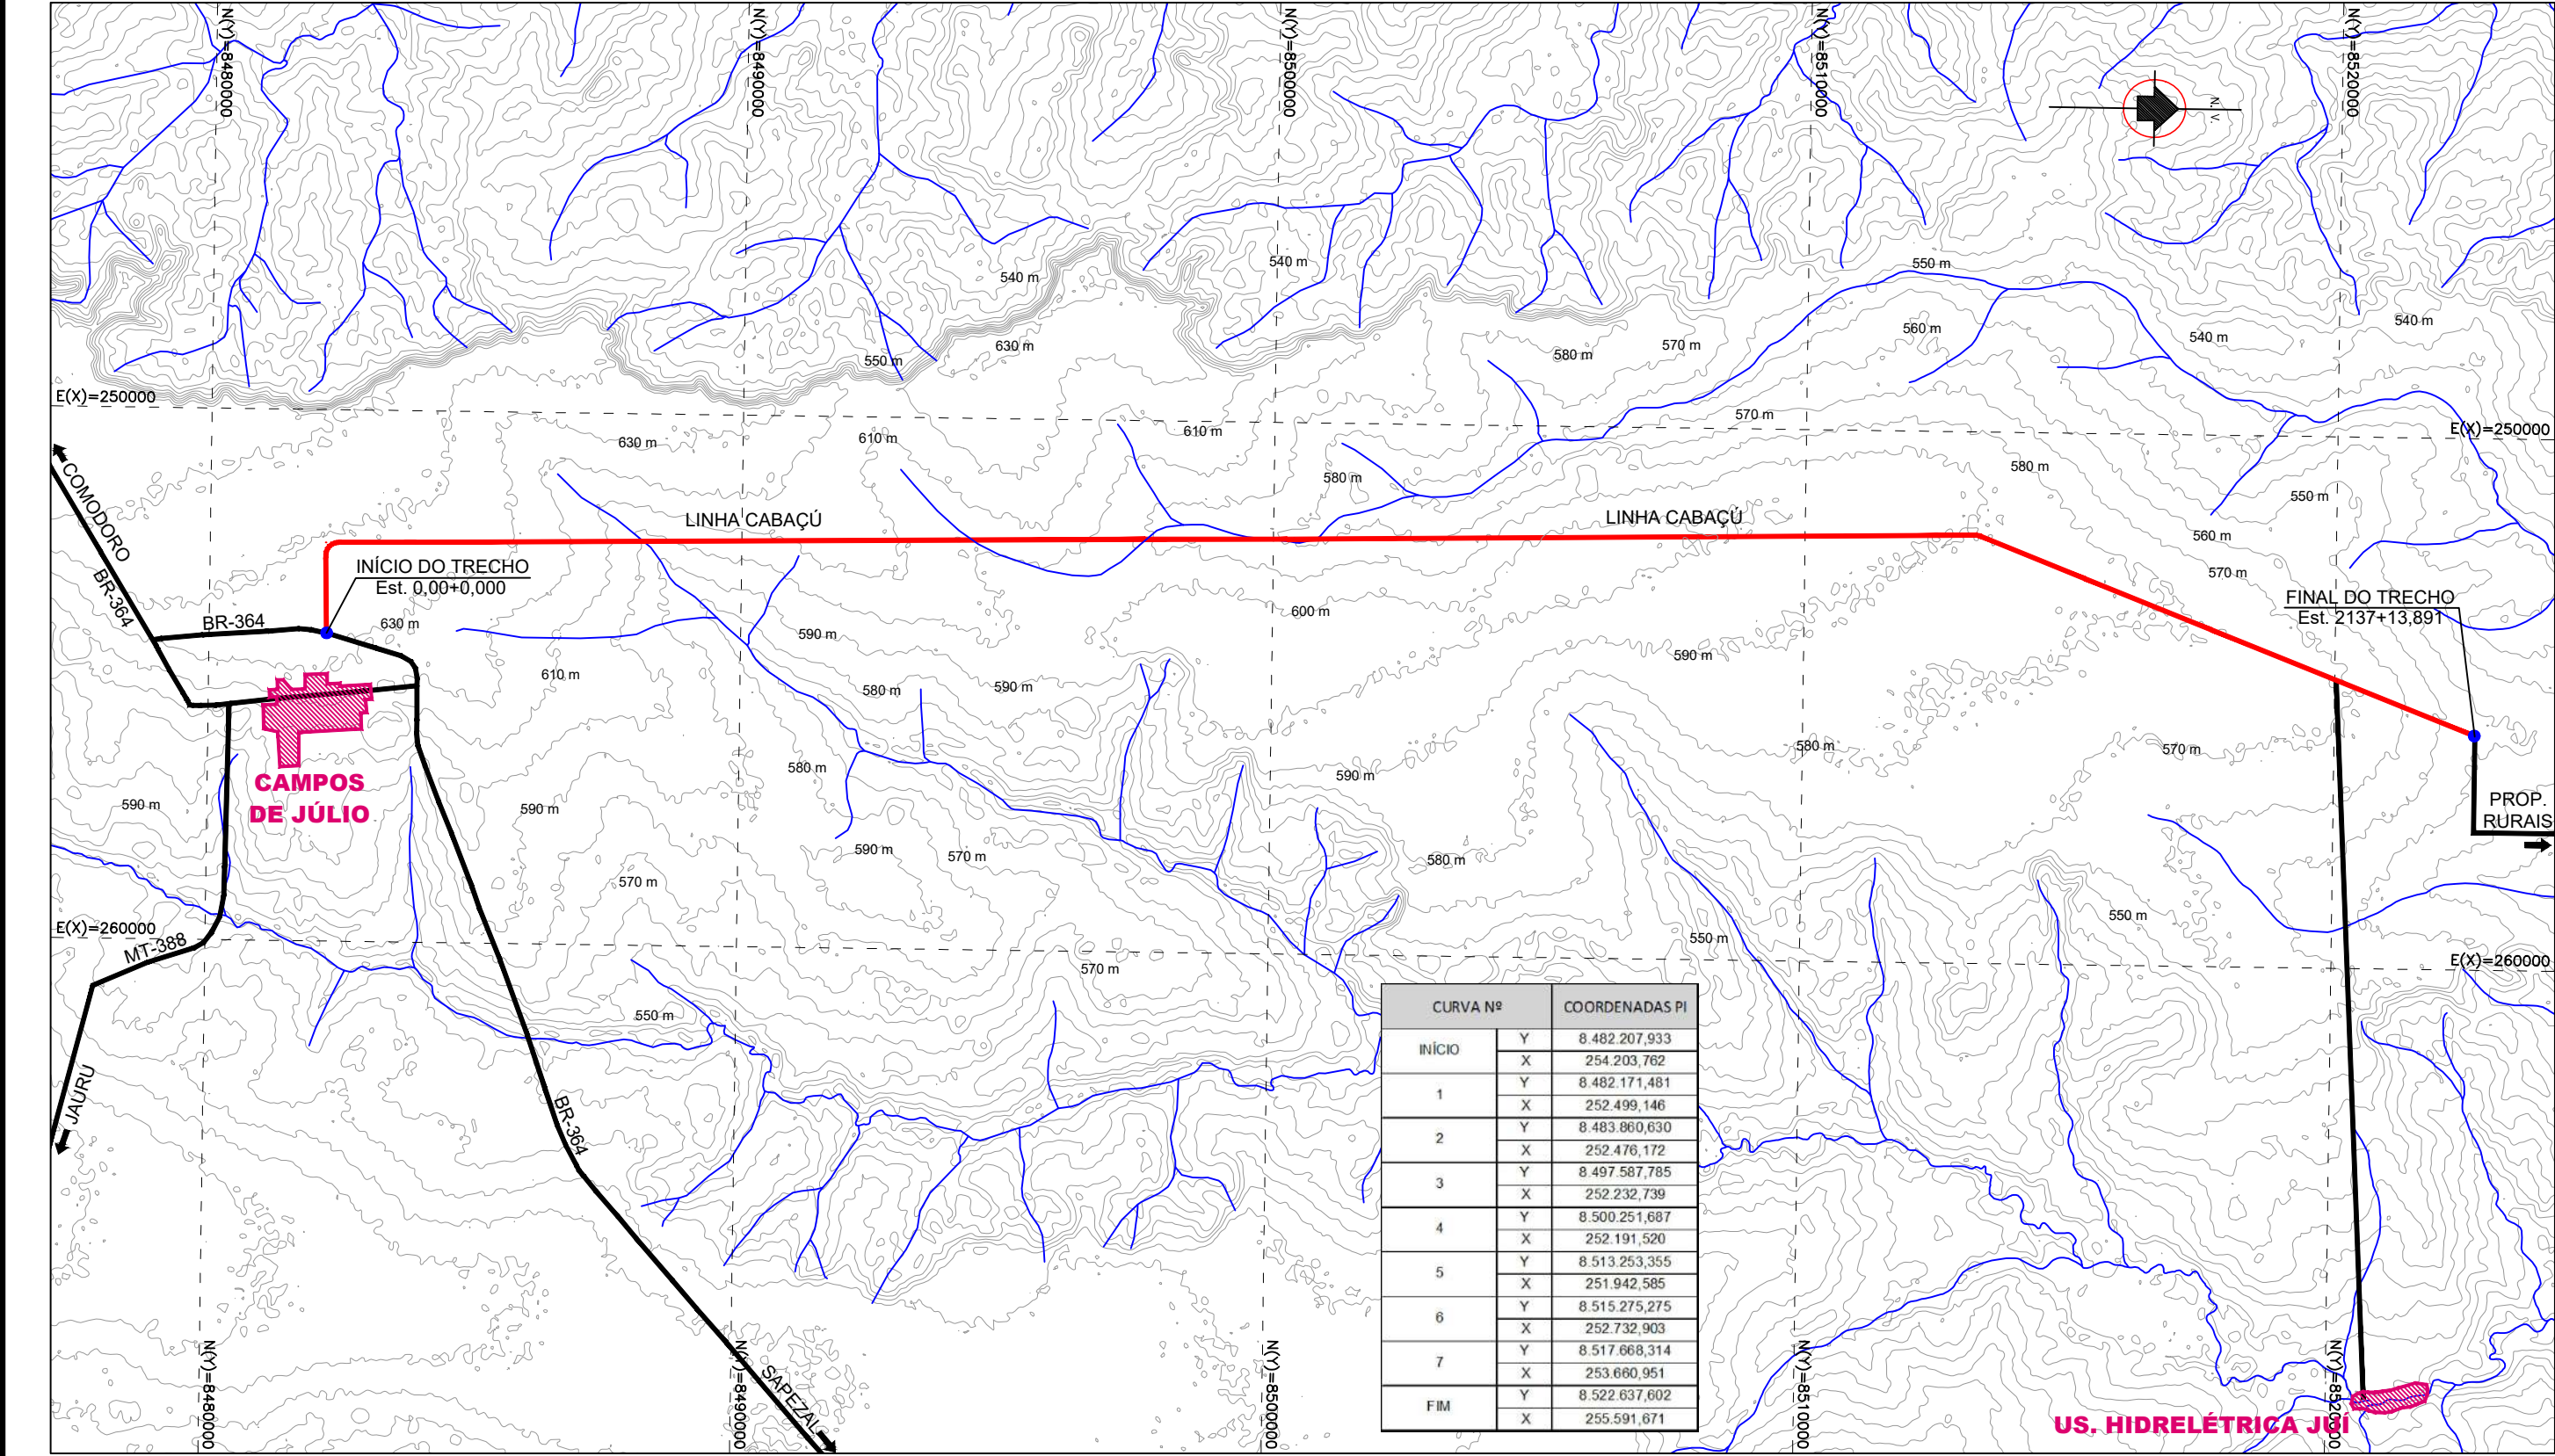 N(Y)=8480000
N(Y)=8490000
N(Y)=8500000
N(Y)=8510000
N(Y)=8520000
N. V.
540 m
540 m
550 m
560 m
540 m
540 m
550 m
630 m
580 m
570 m
E(X)=250000
630 m
610 m
610 m
570 m
E(X)=250000
580 m
580 m
550 m
COMODORO
BR-364
LINHA CABAÇÚ
LINHA CABAÇÚ
560 m
570 m
INÍCIO DO TRECHO
Est. 0,00+0,000
BR-364
630 m
590 m
600 m
590 m
FINAL DO TRECHO
Est. 2137+13,891
610 m
580 m
590 m
580 m
570 m
CAMPOS
DE JÚLIO
590 m
590 m
580 m
590 m
590 m
570 m
580 m
570 m
PROP.
RURAIS
E(X)=260000
MT-388
570 m
550 m
550 m
E(X)=260000
550 m
JAURÚ
BR-364
SAPEZAL
CURVA Nº COORDENADAS PI
INÍCIO Y 8.482.207,933
X 254.203,762
1 Y 8.482.171,481
X 252.499,146
2 Y 8.483.860,630
X 252.476,172
3 Y 8.497.587,785
X 252.232,739
4 Y 8.500.251,687
X 252.191,520
5 Y 8.513.253,355
X 251.942,585
6 Y 8.515.275,275
X 252.732,903
7 Y 8.517.668,314
X 253.660,951
FIM Y 8.522.637,602
X 255.591,671
N(Y)=8480000
N(Y)=8490000
N(Y)=8500000
N(Y)=8510000
N(Y)=8520000
US. HIDRELÉTRICA JUÍ